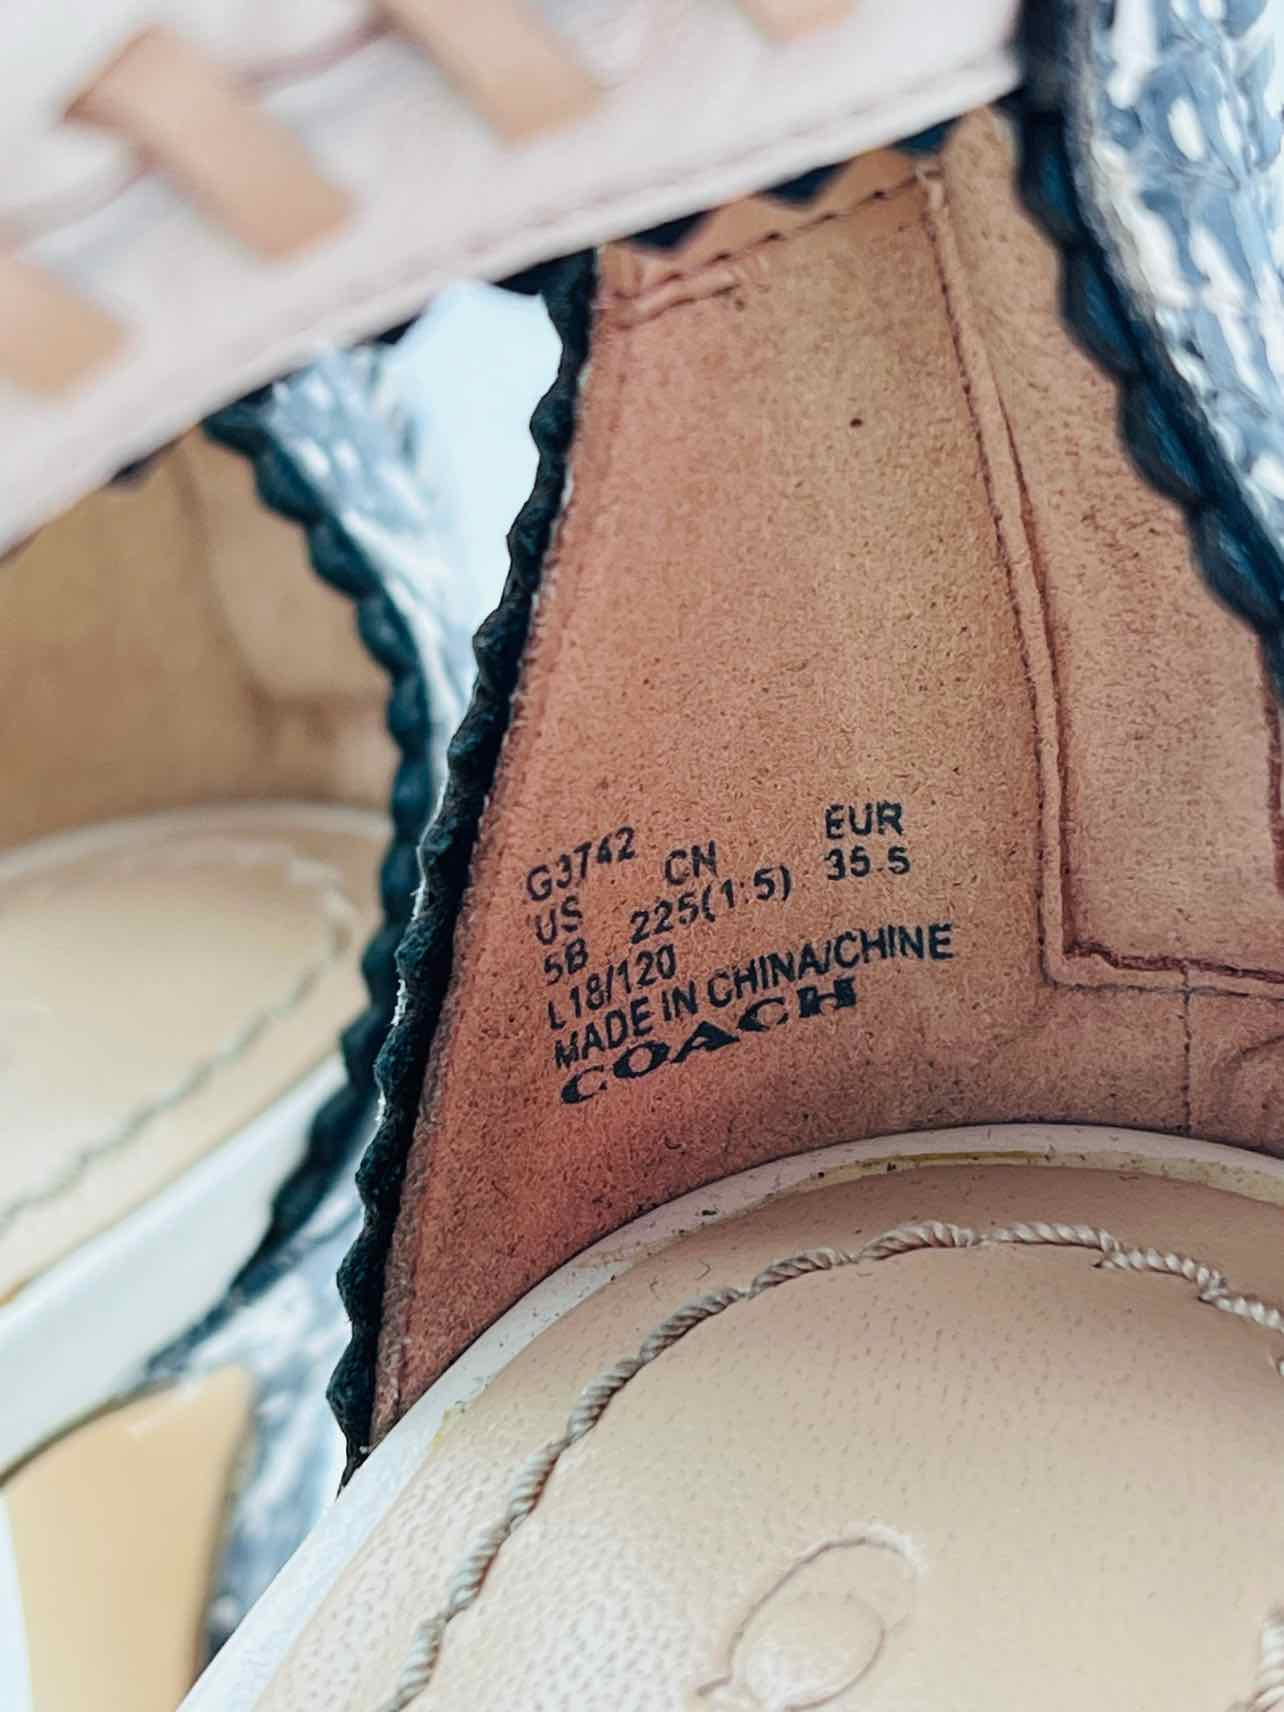 G3742 CN EUR
US 225(1.5) 35.5
5B
L18/120
MADE IN CHINA/CHINE
COACH